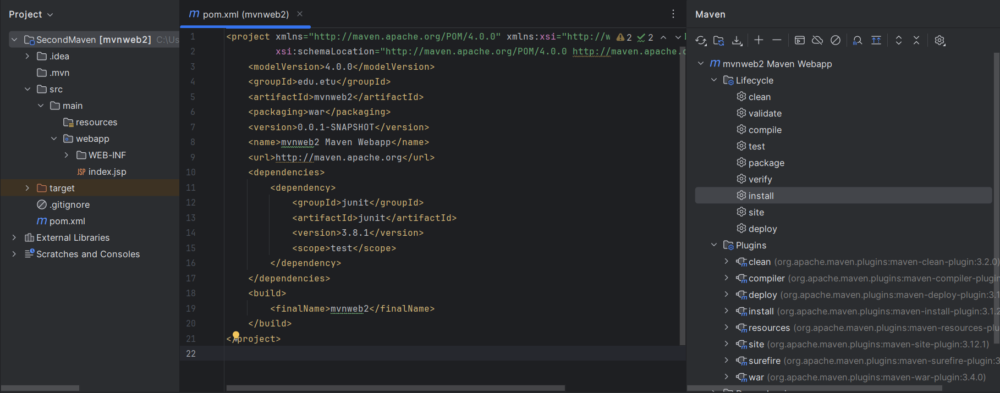 Project
SecondMaven [mvnweb2] C:\Us
.idea
.mvn
src
main
resources
webapp
WEB-INF
JSP index.jsp
target
.gitignore
m pom.xml
External Libraries
Scratches and Consoles
m pom.xml (mvnweb2)
2 2
1 <project xmlns="http://maven.apache.org/POM/4.0.0" xmlns:xsi="http://w
2 xsi:schemaLocation="http://maven.apache.org/POM/4.0.0 http://maven.apache.o
3 <modelVersion>4.0.0</modelVersion>
4 <groupId>edu.etu</groupId>
5 <artifactId>mvnweb2</artifactId>
6 <packaging>war</packaging>
7 <version>0.0.1-SNAPSHOT</version>
8 <name>mvnweb2 Maven Webapp</name>
9 <url>http://maven.apache.org</url>
10 <dependencies>
11 <dependency>
12 <groupId>junit</groupId>
13 <artifactId>junit</artifactId>
14 <version>3.8.1</version>
15 <scope>test</scope>
16 </dependency>
17 </dependencies>
18 <build>
19 <finalName>mvnweb2</finalName>
20 </build>
21 </project>
22
Maven
m mvnweb2 Maven Webapp
Lifecycle
clean
validate
compile
test
package
verify
install
site
deploy
Plugins
clean (org.apache.maven.plugins:maven-clean-plugin:3.2.0)
compiler (org.apache.maven.plugins:maven-compiler-plugin
deploy (org.apache.maven.plugins:maven-deploy-plugin:3.1
install (org.apache.maven.plugins:maven-install-plugin:3.1.2
resources (org.apache.maven.plugins:maven-resources-plu
site (org.apache.maven.plugins:maven-site-plugin:3.12.1)
surefire (org.apache.maven.plugins:maven-surefire-plugin:3
war (org.apache.maven.plugins:maven-war-plugin:3.4.0)